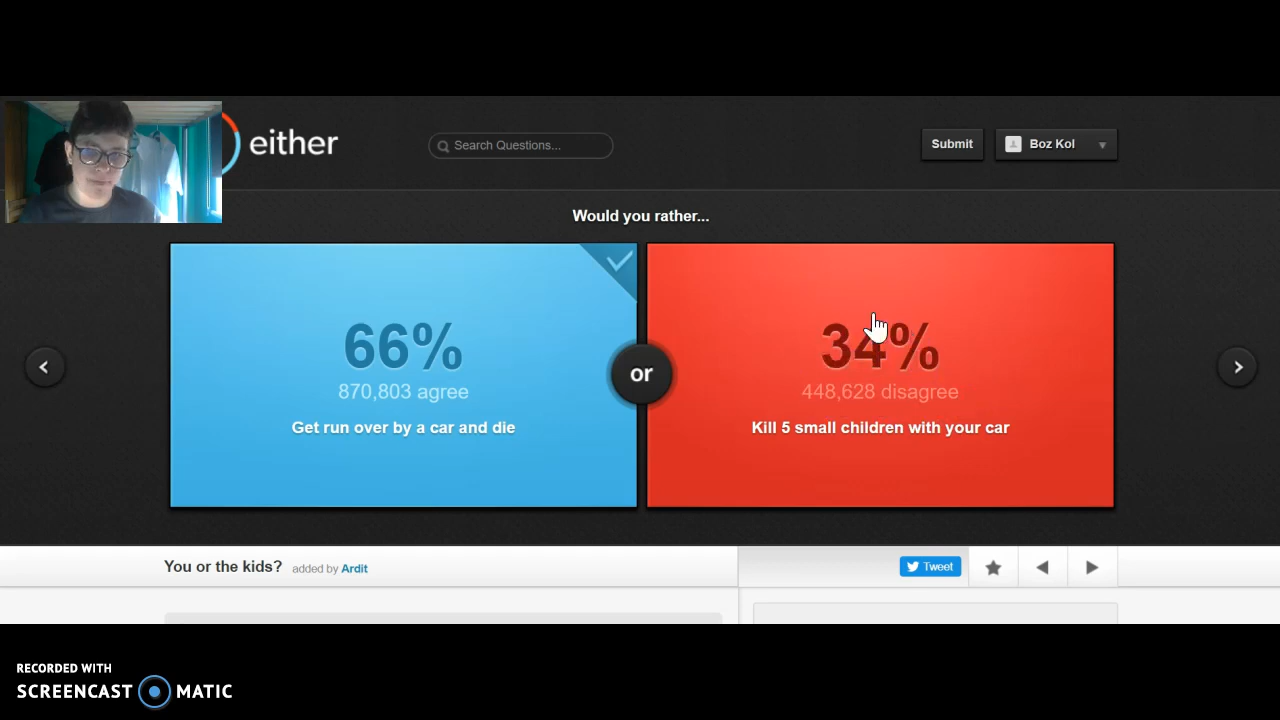 either
Search Questions...
Submit
Boz Kol
Would you rather...
66%
870,803 agree
Get run over by a car and die
or
34%
448,628 disagree
Kill 5 small children with your car
You or the kids? added by Ardit
Tweet
RECORDED WITH
SCREENCAST MATIC